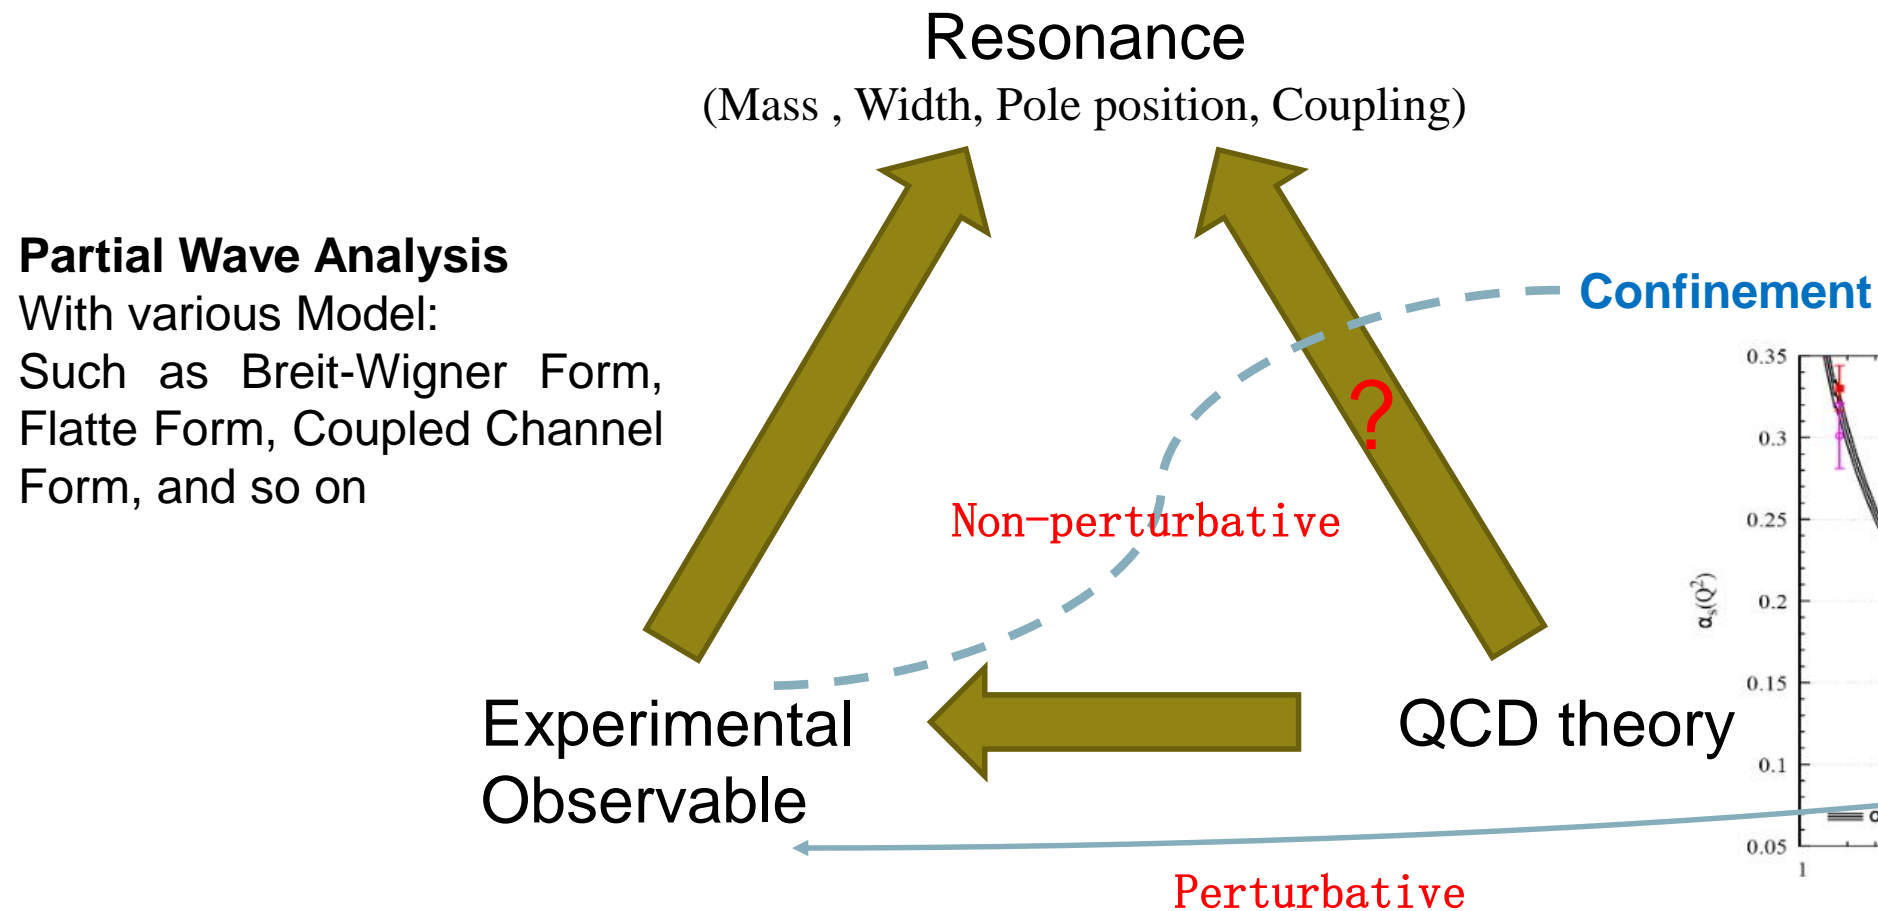 Resonance
(Mass , Width, Pole position, Coupling)
Partial Wave Analysis
With various Model:
Such as Breit-Wigner Form,
Flatte Form, Coupled Channel
Form, and so on
Confinement
?
Non-perturbative
Experimental
Observable
QCD theory
Perturbative
0.35
0.3
0.25
0.2
0.15
0.1
0.05
αs(Q²)
1